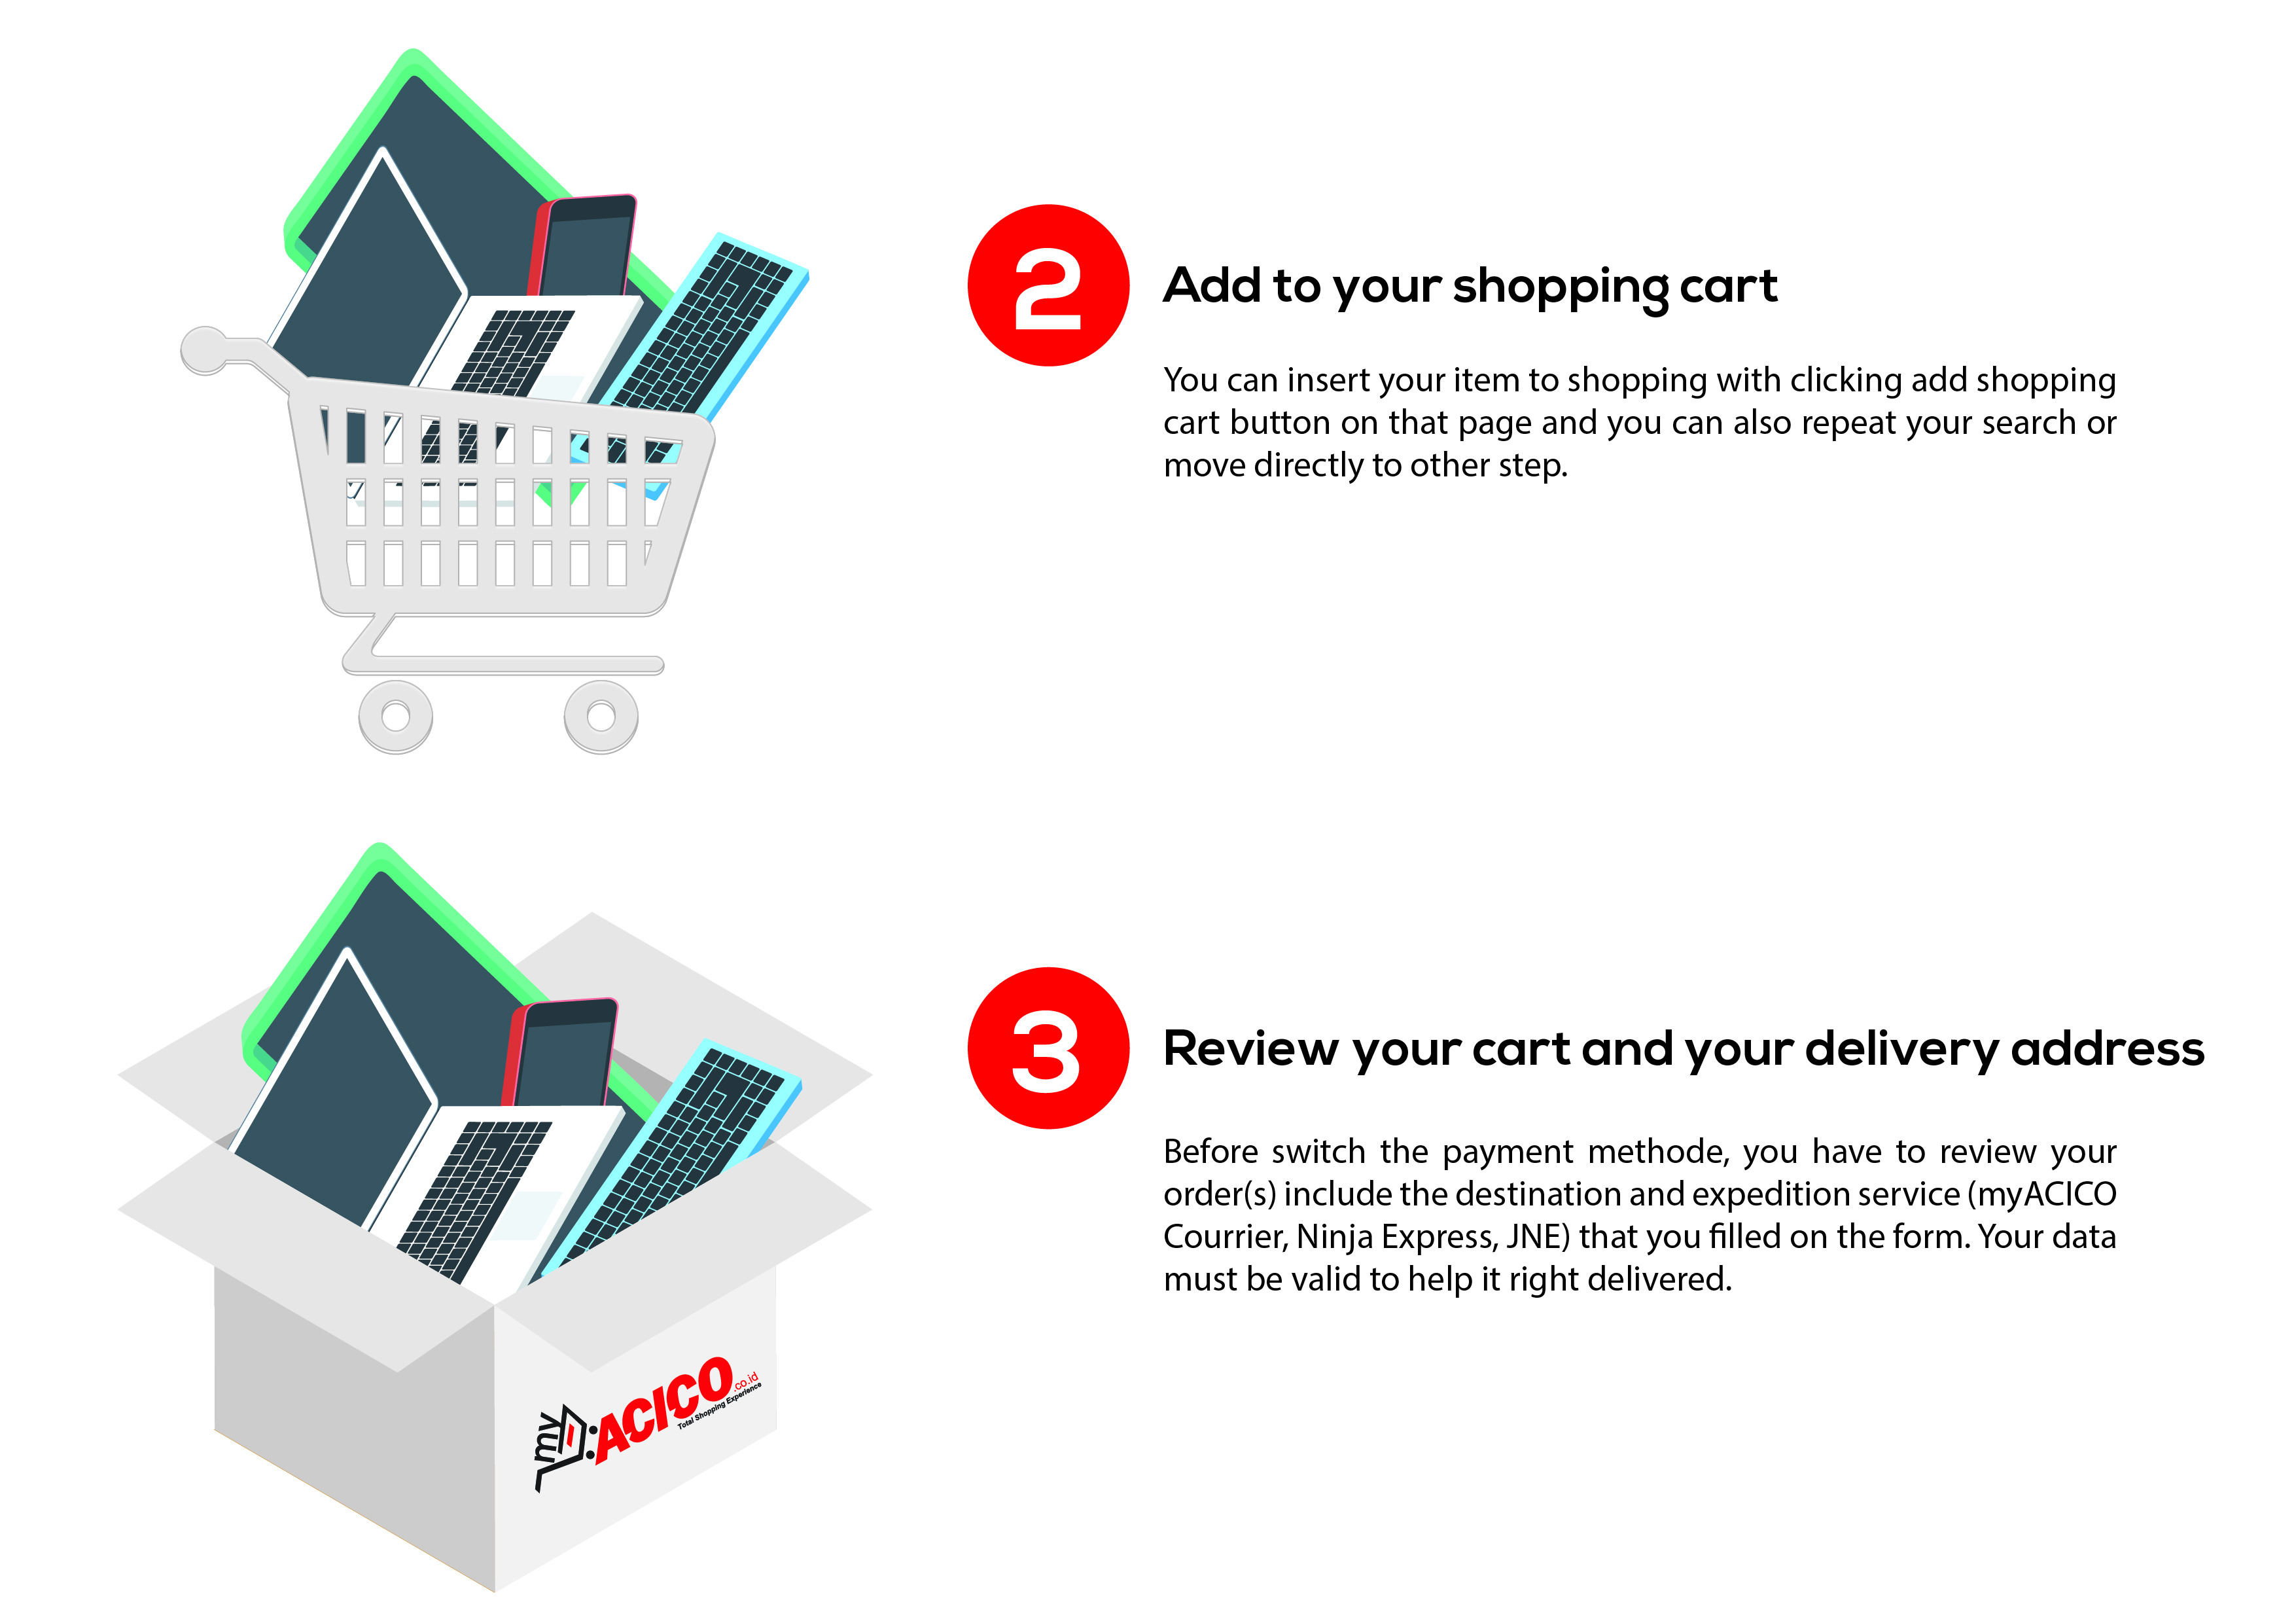 2
Add to your shopping cart
You can insert your item to shopping with clicking add shopping
cart button on that page and you can also repeat your search or
move directly to other step.
3
Review your cart and your delivery address
Before switch the payment methode, you have to review your
order(s) include the destination and expedition service (myACICO
Courrier, Ninja Express, JNE) that you filled on the form. Your data
must be valid to help it right delivered.
my ACICO.co.id
Total Shopping Experience